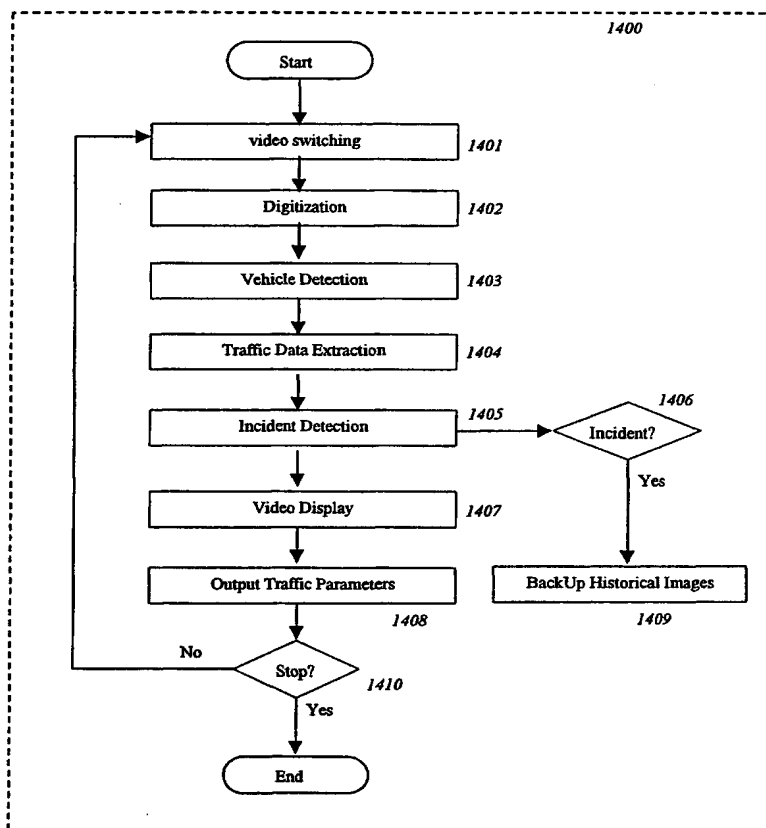 1400
Start
video switching
1401
Digitization
1402
Vehicle Detection
1403
Traffic Data Extraction
1404
Incident Detection
1405
1406
Incident?
Yes
Video Display
1407
Output Traffic Parameters
1408
BackUp Historical Images
1409
No
Stop?
1410
Yes
End